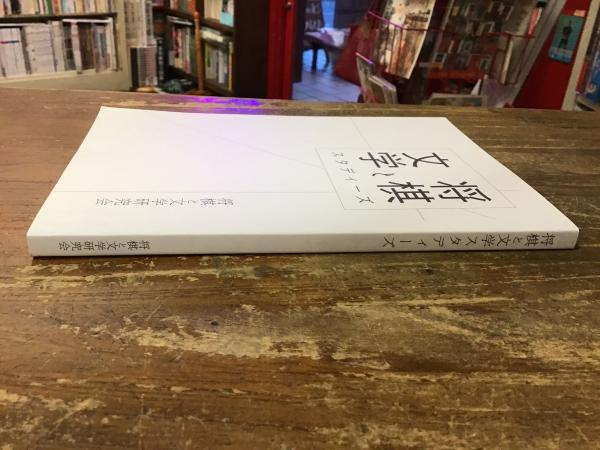 将棋と
文学
スタディーズ
将棋と文学研究会
将棋と文学スタディーズ
将棋と文学研究会